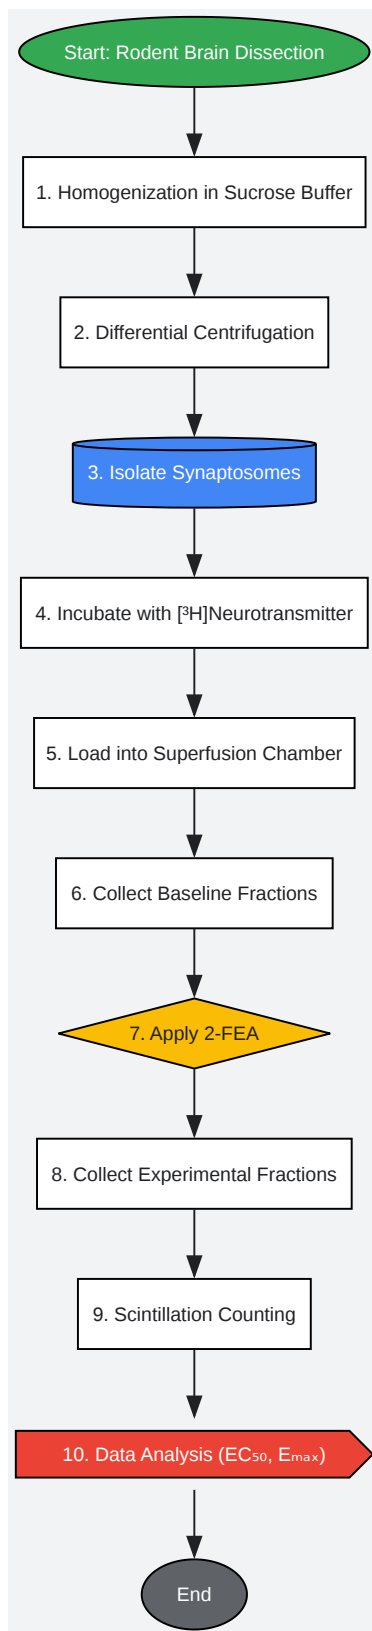 Start: Rodent Brain Dissection
1. Homogenization in Sucrose Buffer
2. Differential Centrifugation
3. Isolate Synaptosomes
4. Incubate with [³H]Neurotransmitter
5. Load into Superfusion Chamber
6. Collect Baseline Fractions
7. Apply 2-FEA
8. Collect Experimental Fractions
9. Scintillation Counting
10. Data Analysis (EC₅₀, Eₘₐₓ)
End